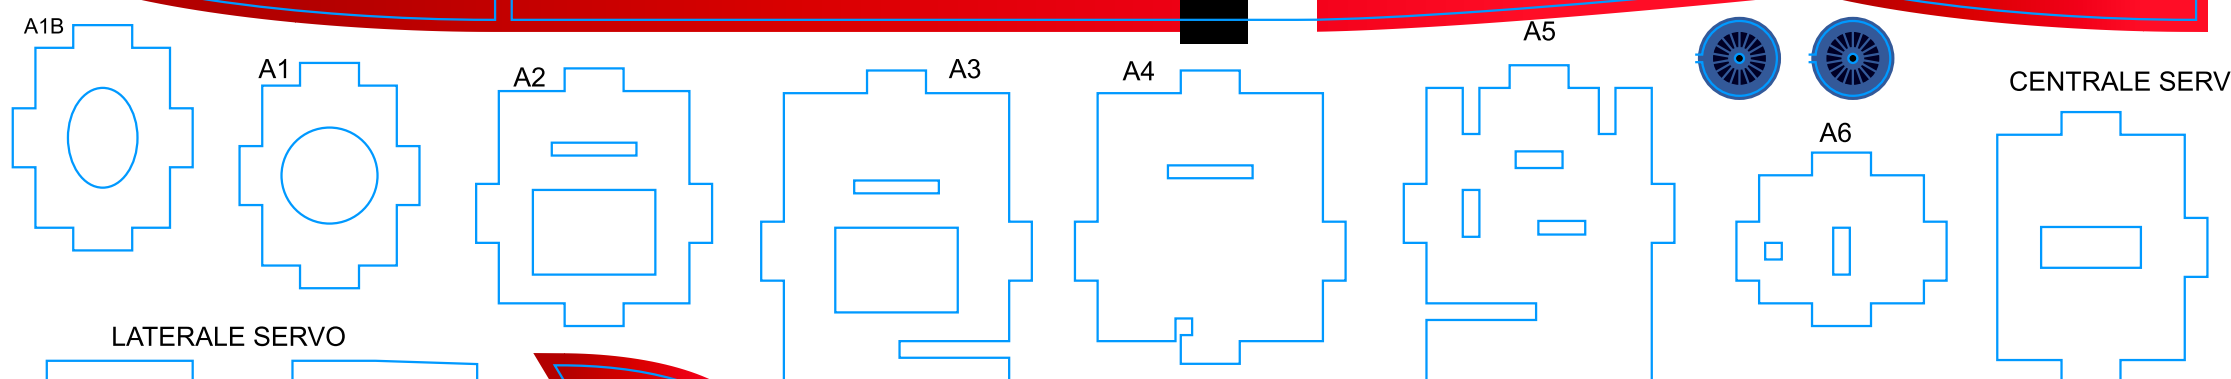 A1B
A1
A2
A3
A4
A5
A6
CENTRALE SERV
LATERALE SERVO